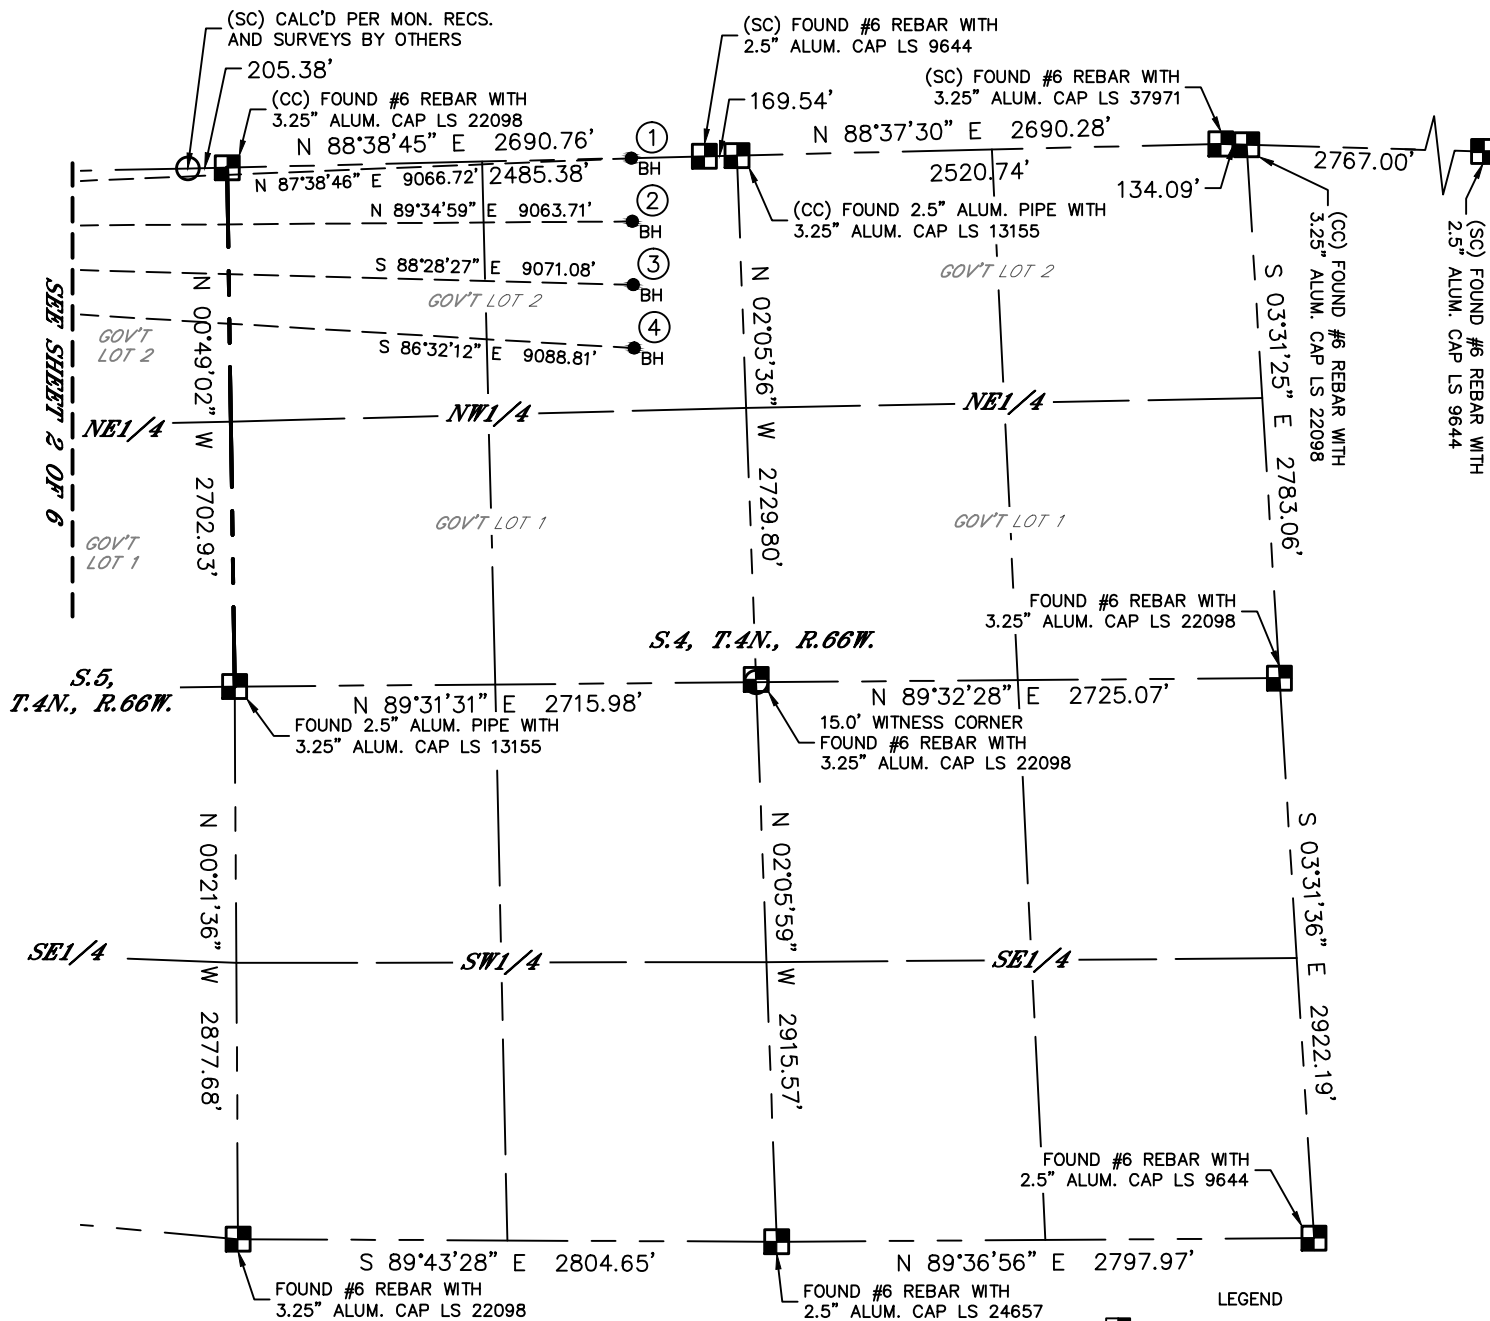 (SC) CALC'D PER MON. RECS.
AND SURVEYS BY OTHERS
205.38'
(CC) FOUND #6 REBAR WITH
3.25" ALUM. CAP LS 22098
(SC) FOUND #6 REBAR WITH
2.5" ALUM. CAP LS 9644
169.54'
(SC) FOUND #6 REBAR WITH
3.25" ALUM. CAP LS 37971
N 88°38'45" E 2690.76'
1
BH
N 88°37'30" E 2690.28'
2767.00'
N 87°38'46" E 9066.72'
2485.38'
2520.74'
134.09'
N 89°34'59" E 9063.71'
2
BH
(CC) FOUND 2.5" ALUM. PIPE WITH
3.25" ALUM. CAP LS 13155
(CC) FOUND #6 REBAR WITH
3.25" ALUM. CAP LS 22098
(SC) FOUND #6 REBAR WITH
2.5" ALUM. CAP LS 9644
S 88°28'27" E 9071.08'
3
BH
GOV'T LOT 2
GOV'T LOT 2
S 86°32'12" E 9088.81'
4
BH
GOV'T
LOT 2
SEE SHEET 2 OF 6
N 00°49'02" W 2702.93'
N 02°05'36" W 2729.80'
S 03°31'25" E 2783.06'
NE1/4
NW1/4
NE1/4
GOV'T LOT 1
GOV'T LOT 1
GOV'T
LOT 1
FOUND #6 REBAR WITH
3.25" ALUM. CAP LS 22098
S.4, T.4N., R.66W.
S.5,
T.4N., R.66W.
N 89°31'31" E 2715.98'
N 89°32'28" E 2725.07'
FOUND 2.5" ALUM. PIPE WITH
3.25" ALUM. CAP LS 13155
15.0' WITNESS CORNER
FOUND #6 REBAR WITH
3.25" ALUM. CAP LS 22098
N 00°21'36" W 2877.68'
N 02°05'59" W 2915.57'
S 03°31'36" E 2922.19'
SE1/4
SW1/4
SE1/4
FOUND #6 REBAR WITH
2.5" ALUM. CAP LS 9644
S 89°43'28" E 2804.65'
N 89°36'56" E 2797.97'
FOUND #6 REBAR WITH
3.25" ALUM. CAP LS 22098
FOUND #6 REBAR WITH
2.5" ALUM. CAP LS 24657
LEGEND